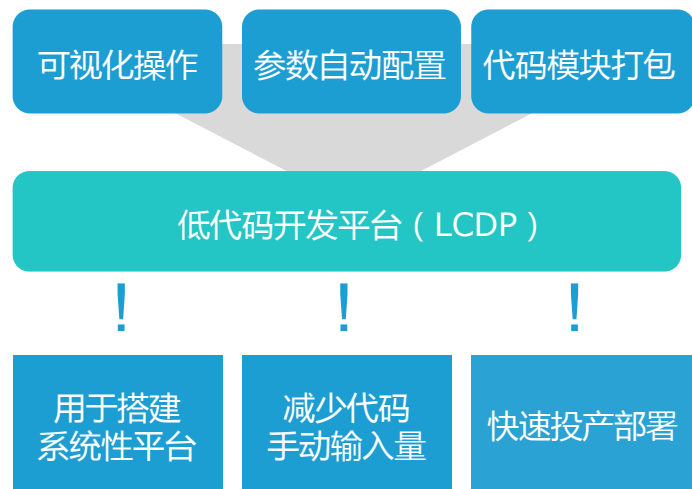 可视化操作
参数自动配置
代码模块打包
低代码开发平台（LCDP）
!
!
!
用于搭建
系统性平台
减少代码
手动输入量
快速投产部署